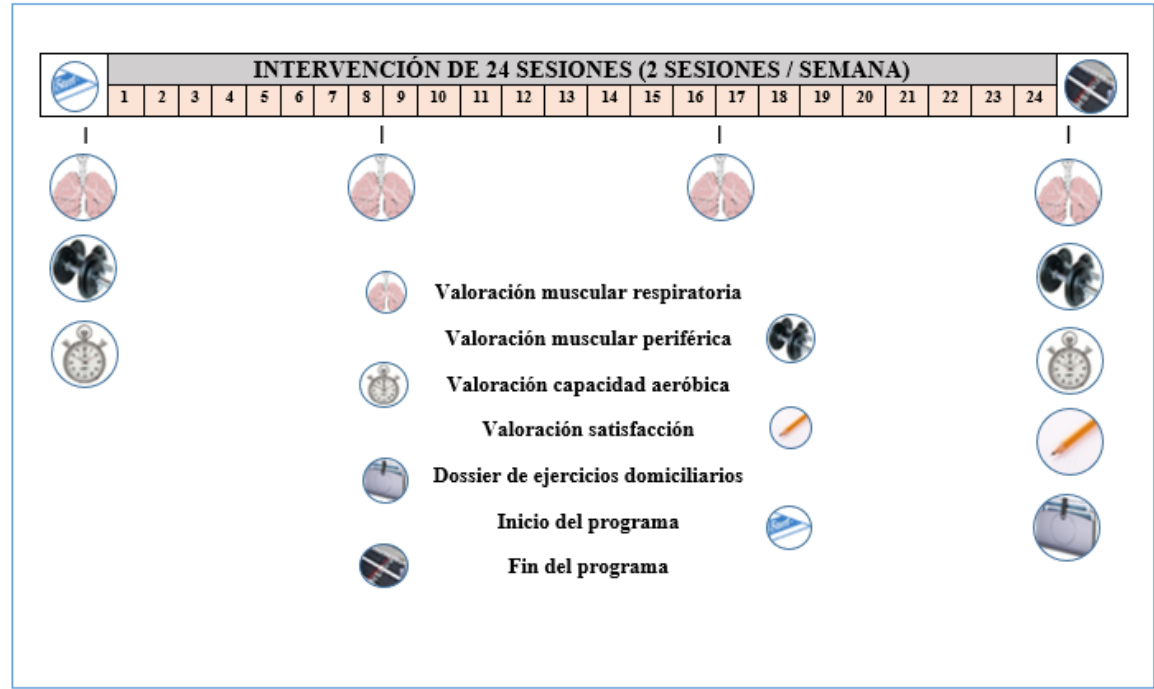 INTERVENCIÓN DE 24 SESIONES (2 SESIONES / SEMANA)
1 2 3 4 5 6 7 8 9 10 11 12 13 14 15 16 17 18 19 20 21 22 23 24
Valoración muscular respiratoria
Valoración muscular periférica
Valoración capacidad aeróbica
Valoración satisfacción
Dossier de ejercicios domiciliarios
Inicio del programa
Fin del programa